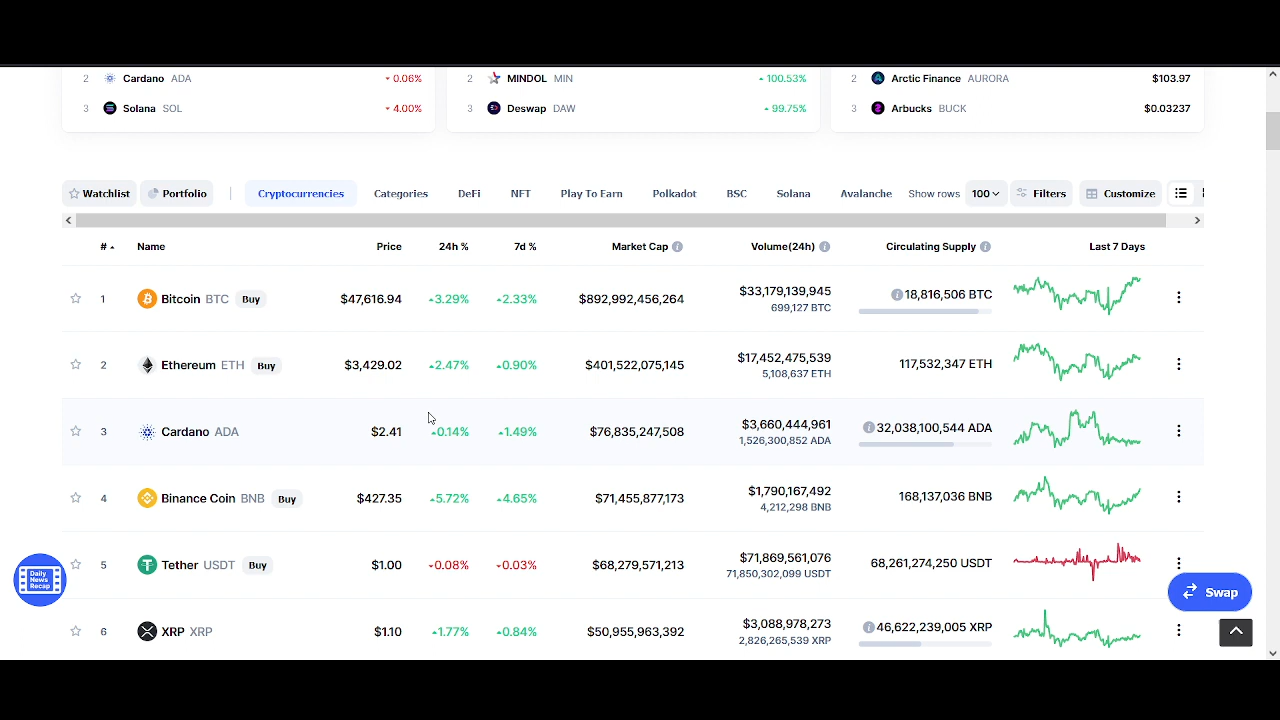 2 Cardano ADA 0.06% 2 MINDOL MIN 100.53% 2 Arctic Finance AURORA $103.97
3 Solana SOL 4.00% 3 Deswap DAW 99.75% 3 Arbucks BUCK $0.03237
Watchlist Portfolio Cryptocurrencies Categories DeFi NFT Play To Earn Polkadot BSC Solana Avalanche Show rows 100 Filters Customize
# Name Price 24h % 7d % Market Cap Volume(24h) Circulating Supply Last 7 Days
1 Bitcoin BTC Buy $47,616.94 3.29% 2.33% $892,992,456,264 $33,179,139,945 18,816,506 BTC
699,127 BTC
2 Ethereum ETH Buy $3,429.02 2.47% 0.90% $401,522,075,145 $17,452,475,539 117,532,347 ETH
5,108,637 ETH
3 Cardano ADA $2.41 0.14% 1.49% $76,835,247,508 $3,660,444,961 32,038,100,544 ADA
1,526,300,852 ADA
4 Binance Coin BNB Buy $427.35 5.72% 4.65% $71,455,877,173 $1,790,167,492 168,137,036 BNB
4,212,298 BNB
5 Tether USDT Buy $1.00 0.08% 0.03% $68,279,571,213 $71,869,561,076 68,261,274,250 USDT
71,850,302,099 USDT
Daily
News
Recap
Swap
6 XRP XRP $1.10 1.77% 0.84% $50,955,963,392 $3,088,978,273 46,622,239,005 XRP
2,826,265,539 XRP